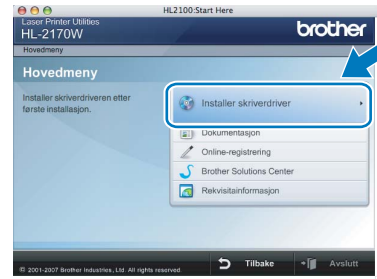 HL2100:Start Here
Laser Printer Utilities
HL-2170W
brother
Hovedmeny
Hovedmeny
Installer skriverdriveren etter
første installasjon.
Installer skriverdriver
Dokumentasjon
Online-registrering
Brother Solutions Center
Rekvisitainformasjon
© 2001-2007 Brother Industries, Ltd. All rights reserved.
Tilbake
Avslutt